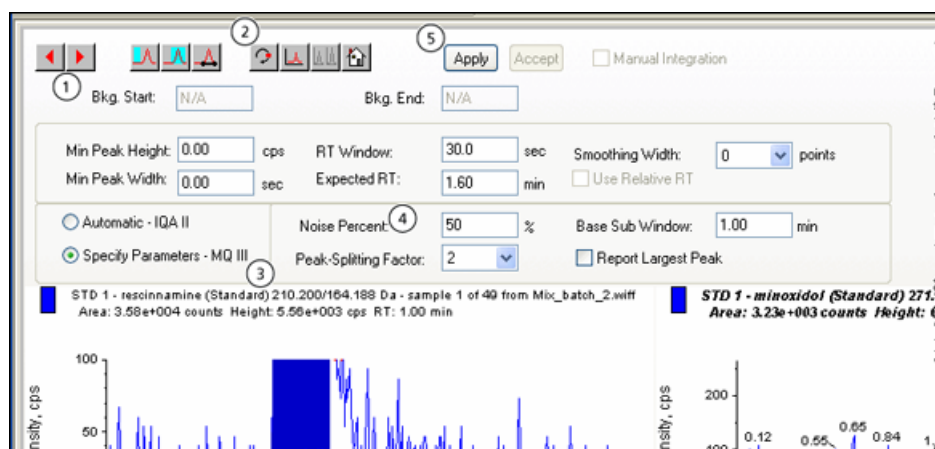 2
5
Apply
Accept
Manual Integration
1
Bkg. Start: N/A
Bkg. End: N/A
Min Peak Height: 0.00 cps
RT Window: 30.0 sec
Smoothing Width: 0 points
Min Peak Width: 0.00 sec
Expected RT: 1.60 min
Use Relative RT
Automatic - IQA II
Noise Percent: 4 50 %
Base Sub Window: 1.00 min
Specify Parameters - MQ III
3
Peak-Splitting Factor: 2
Report Largest Peak
STD 1 - rescinnamine (Standard) 210.200/164.188 Da - sample 1 of 49 from Mix_batch_2.wiff
Area: 3.58e+004 counts Height: 5.56e+003 cps RT: 1.00 min
100
50
STD 1 - minoxidol (Standard) 271.
Area: 3.23e+003 counts Height:
200
0.12
0.55
0.65
0.84